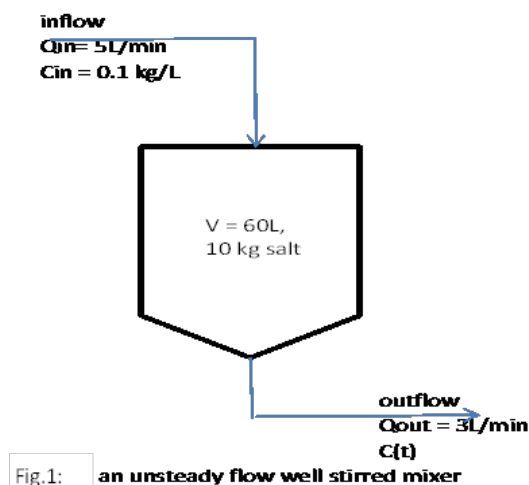 inflow
Qin= 5L/min
Cin = 0.1 kg/L
V = 60L,
10 kg salt
outflow
Qout = 3L/min
C(t)
Fig.1: an unsteady flow well stirred mixer